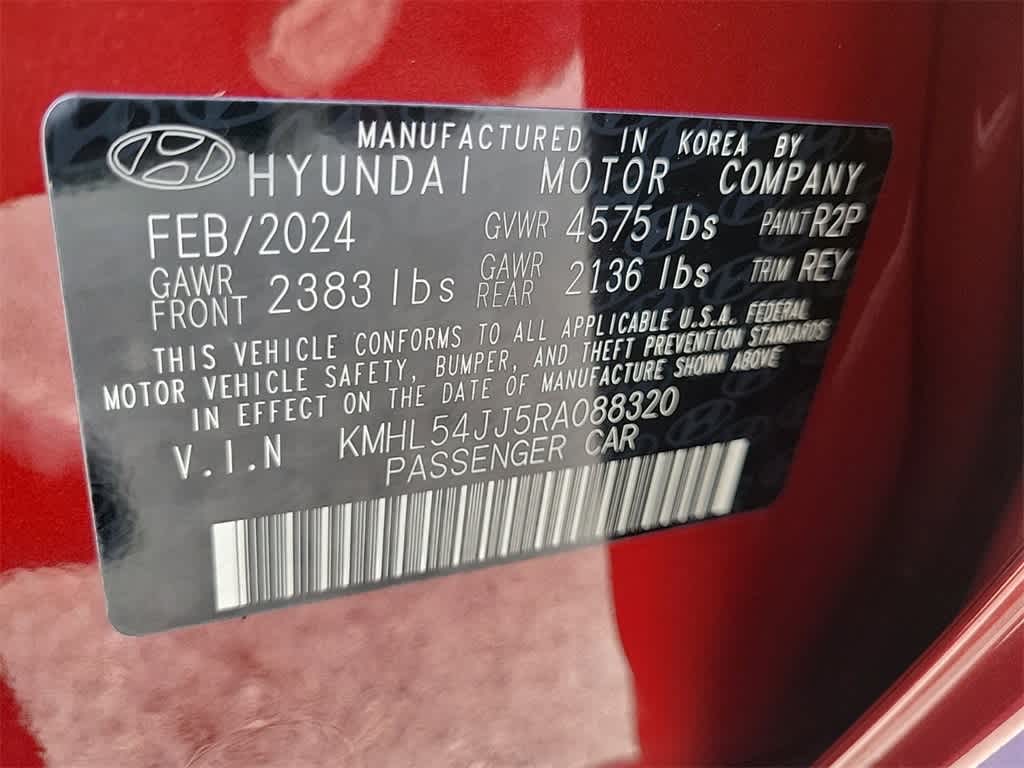 MANUFACTURED IN KOREA BY
HYUNDAI MOTOR COMPANY
FEB/2024 GVWR 4575 lbs PAINT R2P
GAWR FRONT 2383 lbs GAWR REAR 2136 lbs TRIM REY
THIS VEHICLE CONFORMS TO ALL APPLICABLE U.S.A. FEDERAL
MOTOR VEHICLE SAFETY, BUMPER, AND THEFT PREVENTION STANDARDS
IN EFFECT ON THE DATE OF MANUFACTURE SHOWN ABOVE
V.I.N KMHL54JJ5RA088320
PASSENGER CAR